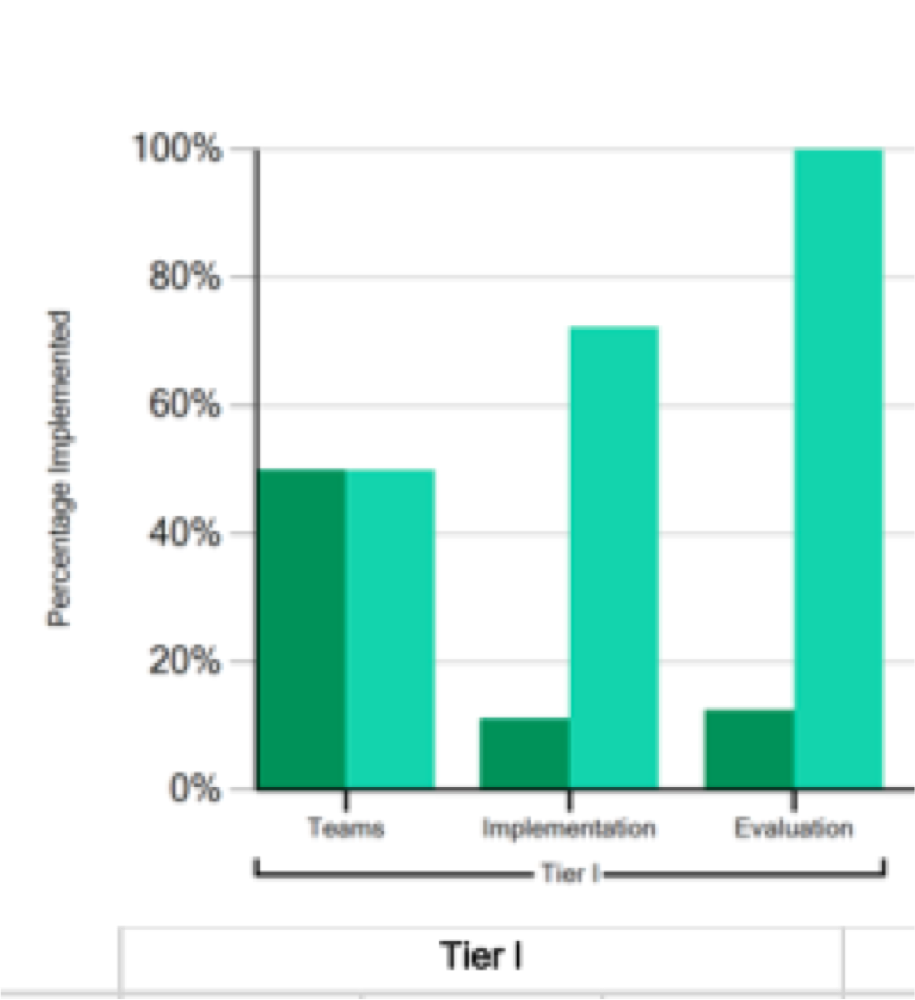 100%
80%
60%
40%
20%
0%
Percentage Implemented
Teams Implementation Evaluation
Tier I
Tier I